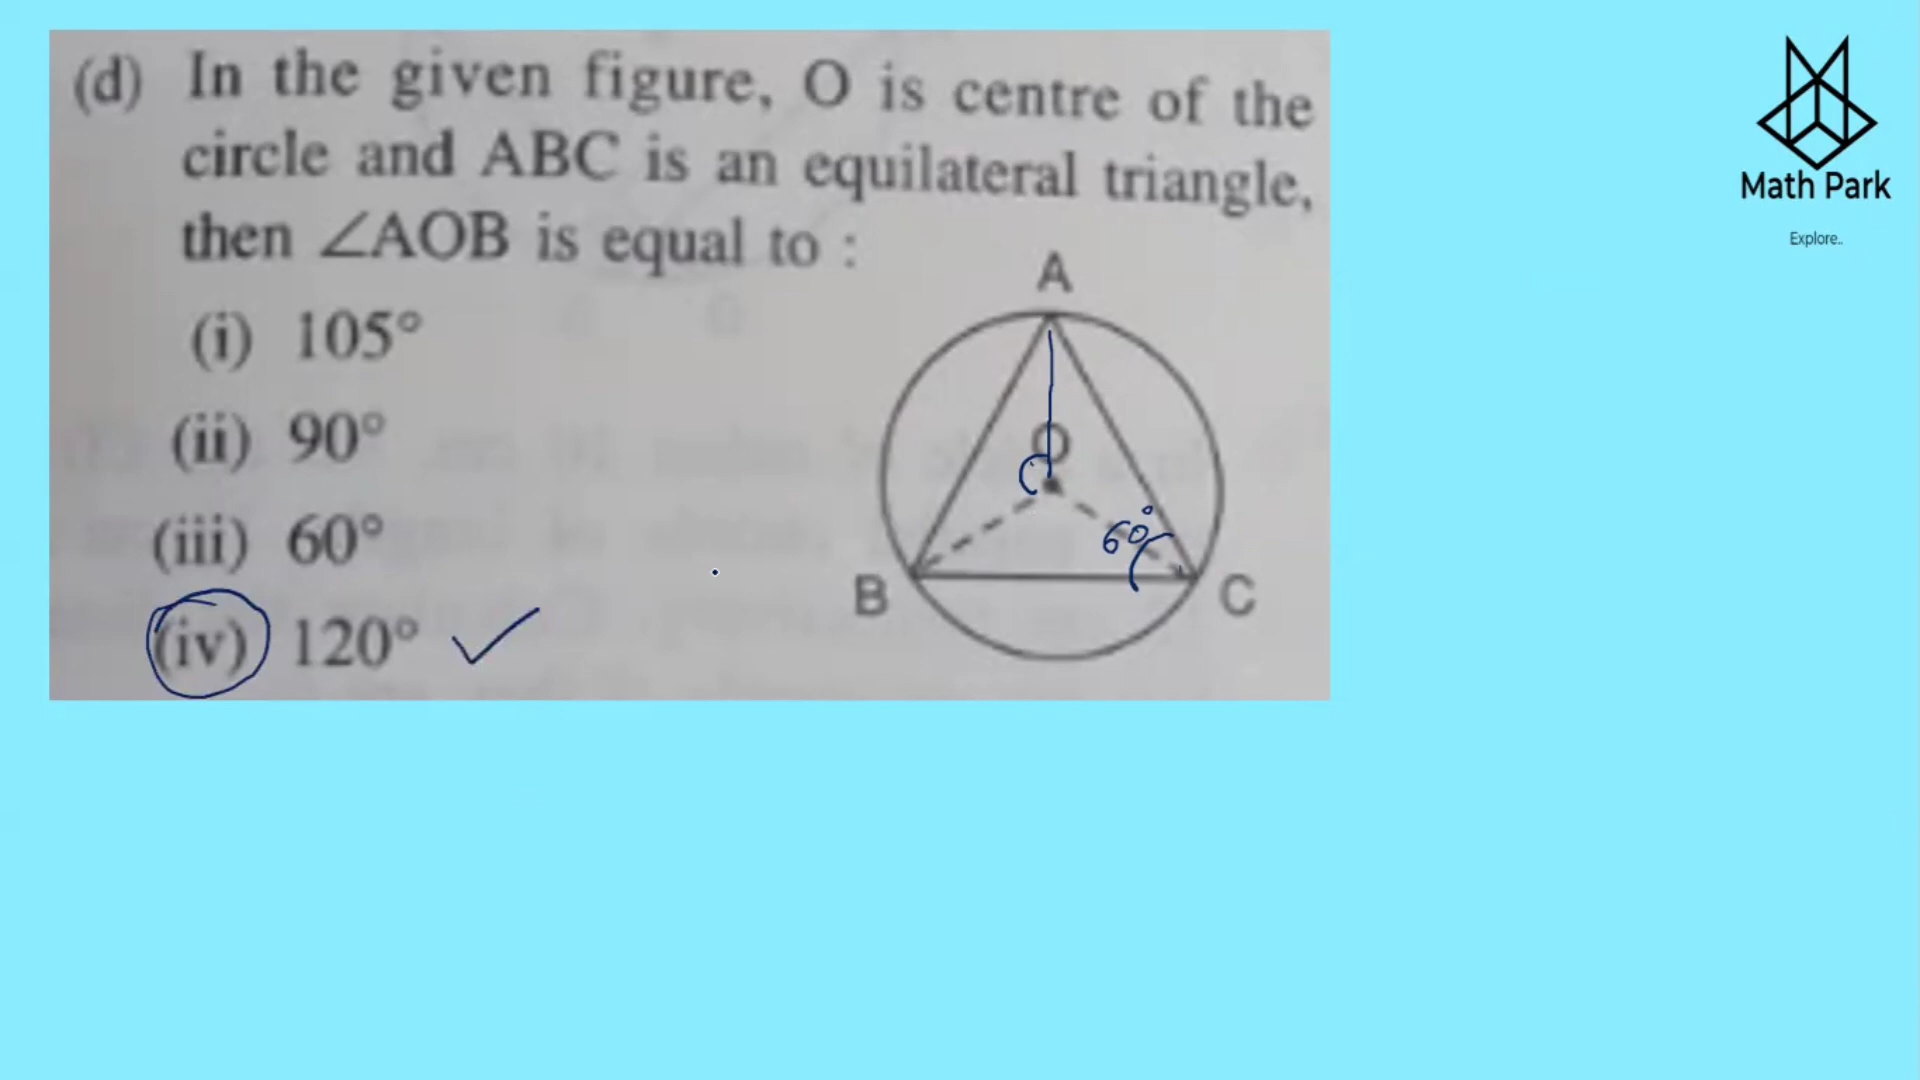 (d) In the given figure, O is centre of the
circle and ABC is an equilateral triangle,
then ∠AOB is equal to :
(i) 105°
(ii) 90°
(iii) 60°
(iv) 120° ✓
A
O
60°
B
C
Math Park
Explore..